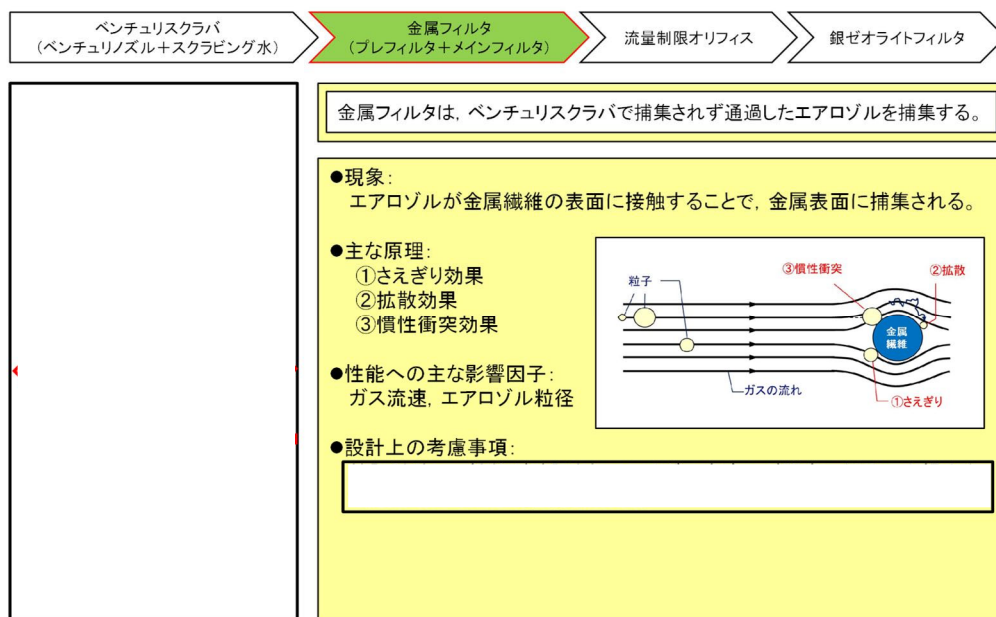 ベンチュリスクラバ
（ベンチュリノズル＋スクラビング水）
金属フィルタ
（プレフィルタ＋メインフィルタ）
流量制限オリフィス
銀ゼオライトフィルタ
金属フィルタは，ベンチュリスクラバで捕集されず通過したエアロゾルを捕集する。
●現象：
エアロゾルが金属繊維の表面に接触することで，金属表面に捕集される。
●主な原理：
①さえぎり効果
②拡散効果
③慣性衝突効果
粒子
③慣性衝突
②拡散
金属
繊維
ガスの流れ
①さえぎり
●性能への主な影響因子：
ガス流速，エアロゾル粒径
●設計上の考慮事項：